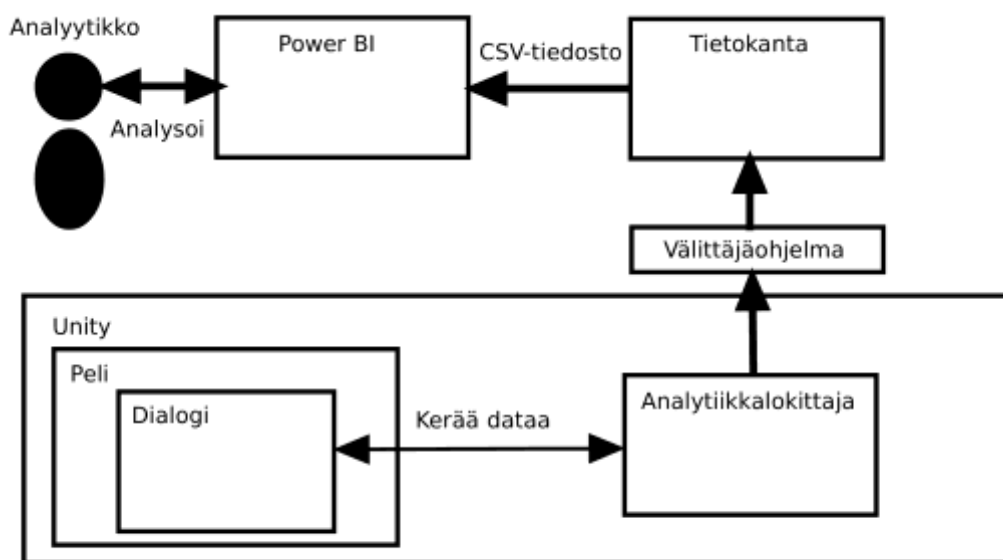 Analyytikko
Power BI
CSV-tiedosto
Tietokanta
Analysoi
Välittäjäohjelma
Unity
Peli
Dialogi
Kerää dataa
Analytiikkalokittaja